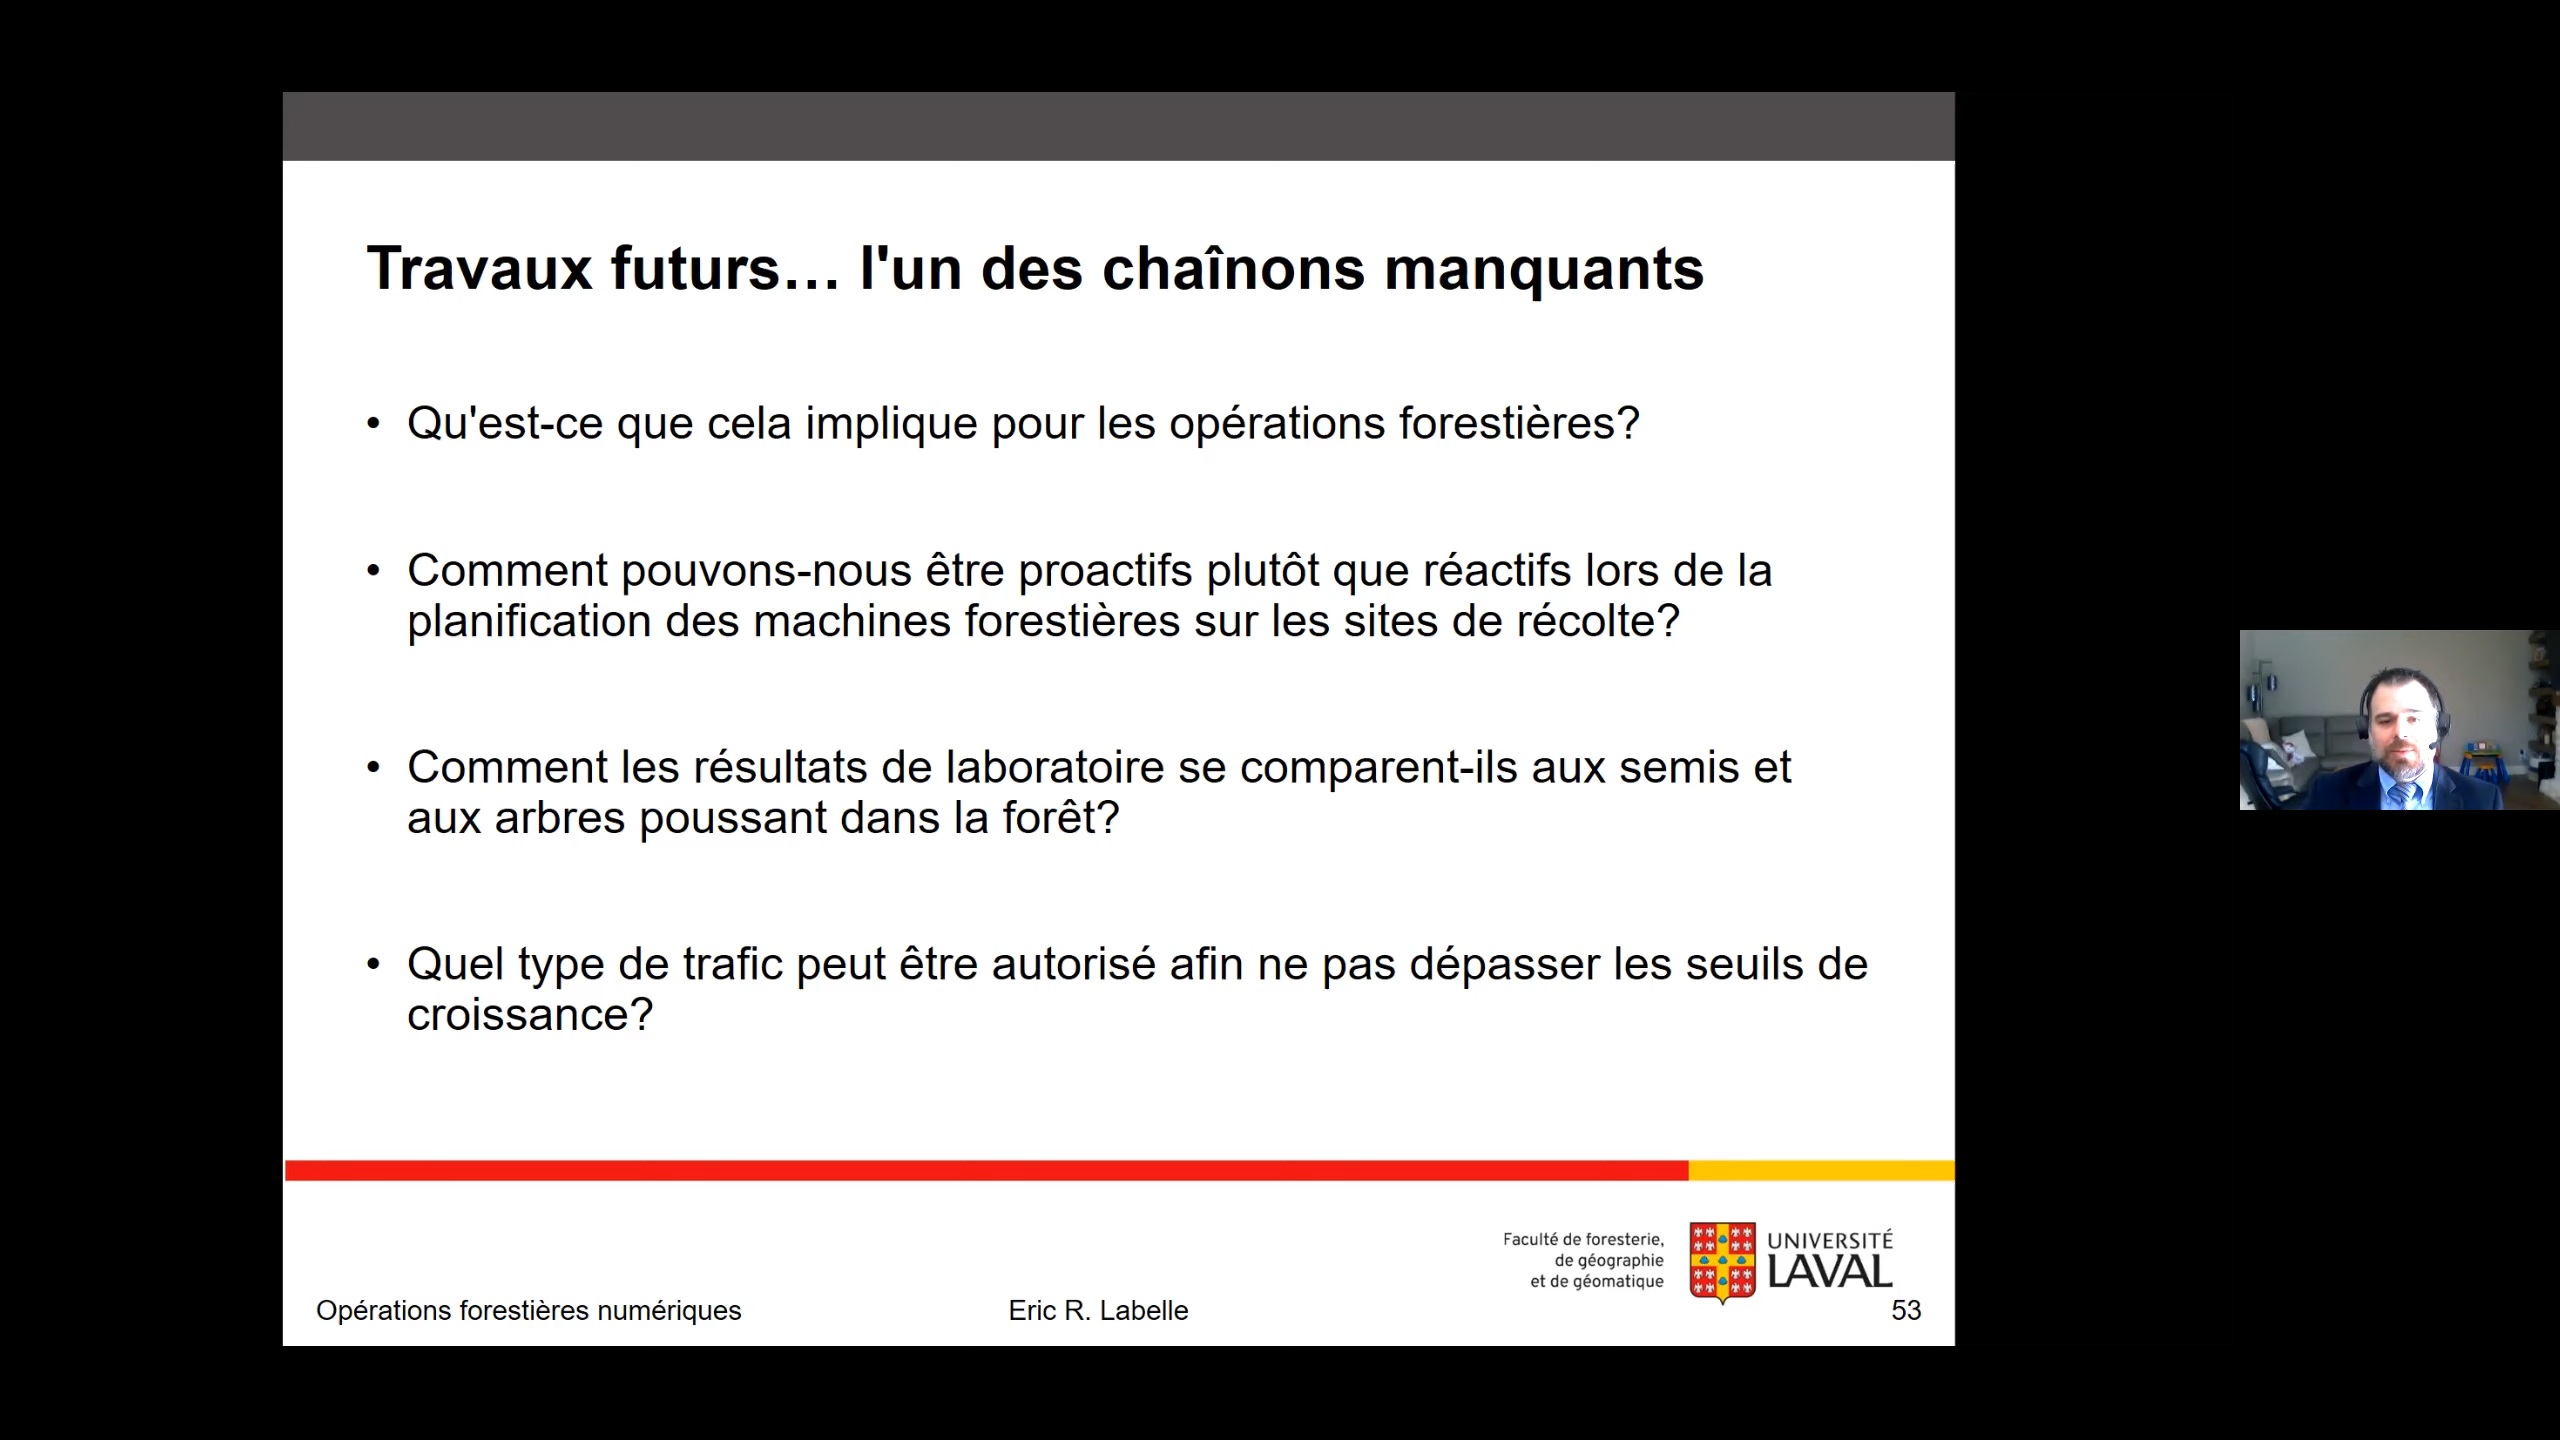 Travaux futurs… l'un des chaînons manquants
• Qu'est-ce que cela implique pour les opérations forestières?
• Comment pouvons-nous être proactifs plutôt que réactifs lors de la
planification des machines forestières sur les sites de récolte?
• Comment les résultats de laboratoire se comparent-ils aux semis et
aux arbres poussant dans la forêt?
• Quel type de trafic peut être autorisé afin ne pas dépasser les seuils de
croissance?
Faculté de foresterie,
de géographie
et de géomatique
UNIVERSITÉ
LAVAL
Opérations forestières numériques
Eric R. Labelle
53